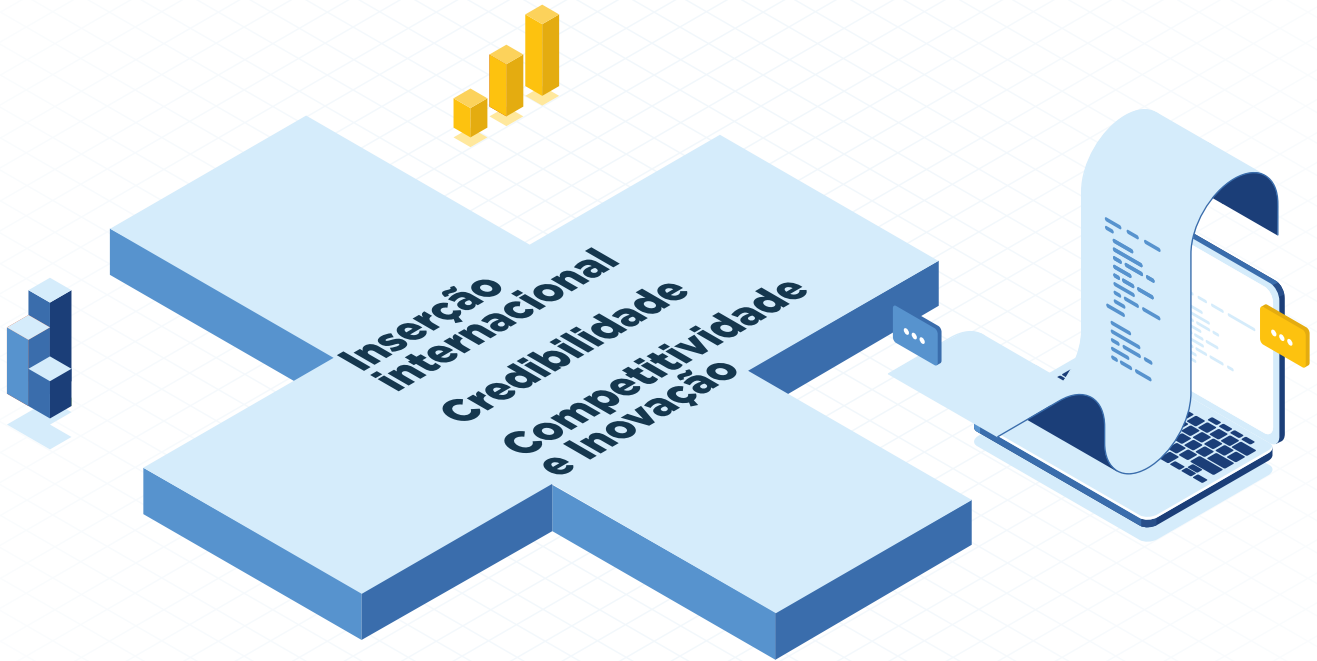 Inserção
internacional
Credibilidade
Competitividade
e Inovação